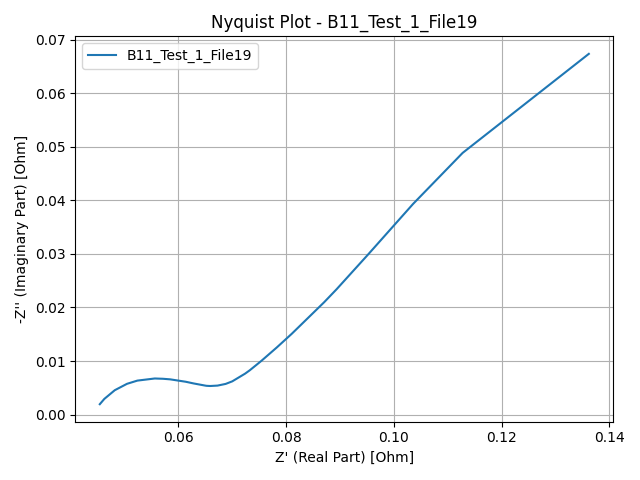 Nyquist Plot - B11_Test_1_File19
B11_Test_1_File19
-Z'' (Imaginary Part) [Ohm]
0.07
0.06
0.05
0.04
0.03
0.02
0.01
0.00
0.06 0.08 0.10 0.12 0.14
Z' (Real Part) [Ohm]